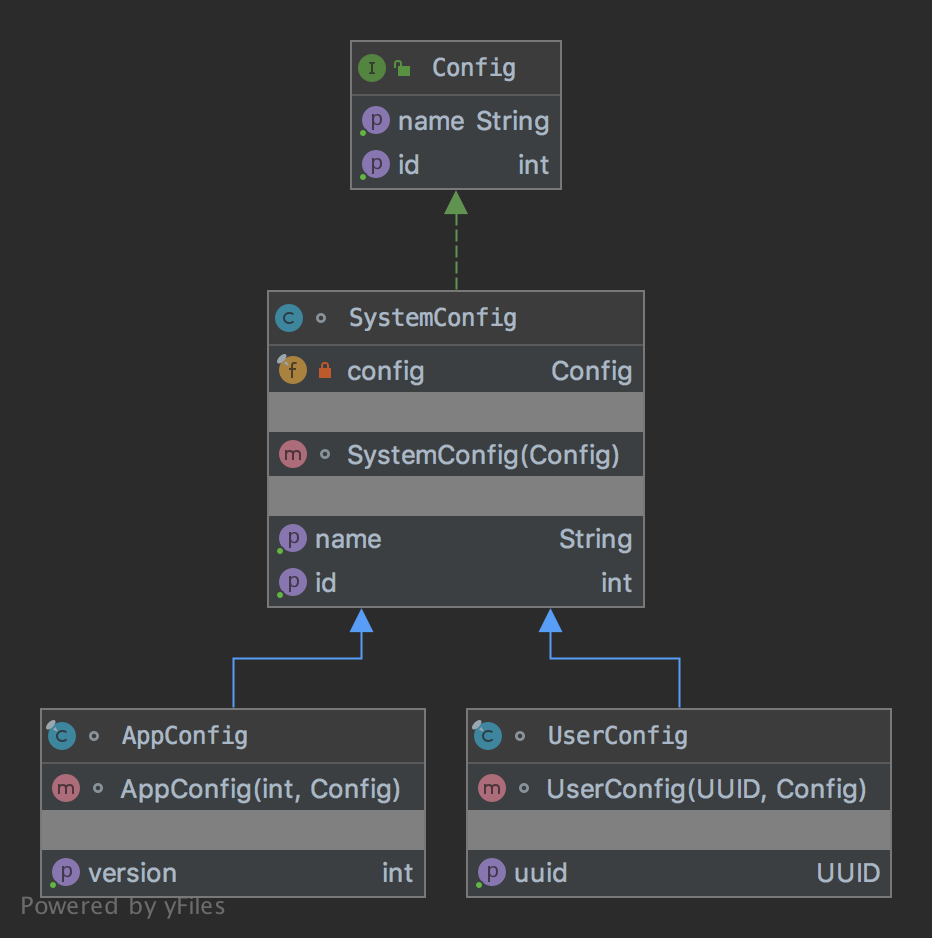 I Config
p name String
p id int
C SystemConfig
f config Config
m SystemConfig(Config)
p name String
p id int
C AppConfig
m AppConfig(int, Config)
p version int
C UserConfig
m UserConfig(UUID, Config)
p uuid UUID
Powered by yFiles